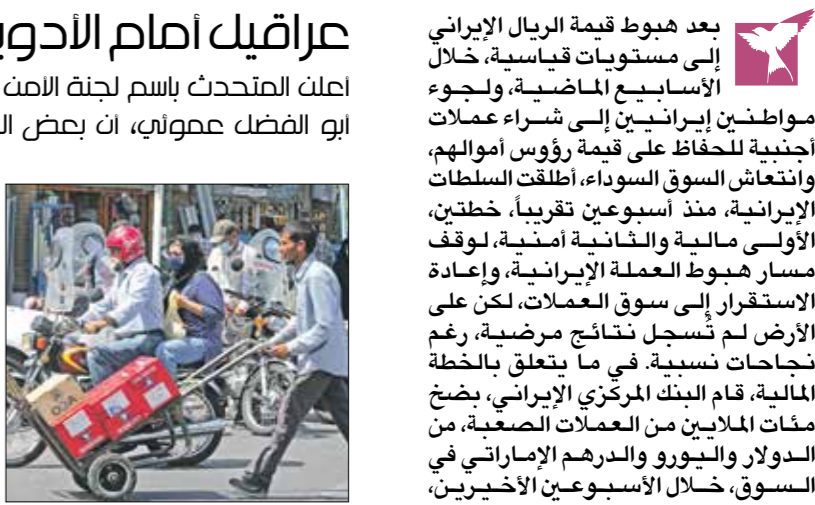 بعد هبوط قيمة الريال الإيراني
إلى مستويات قياسية، خلال
الأسابيع الماضية، ولجوء
مواطنين إيرانيين إلى شراء عملات
أجنبية للحفاظ على قيمة رؤوس أموالهم،
وانتعاش السوق السوداء، أطلقت السلطات
الإيرانية، منذ أسبوعين تقريباً، خطتين،
الأولى مالية والثانية أمنية، لوقف
مسار هبوط العملة الإيرانية، وإعادة
الاستقرار إلى سوق العملات، لكن على
الأرض لم تُسجل نتائج مرضية، رغم
نجاحات نسبية. في ما يتعلق بالخطة
المالية، قام البنك المركزي الإيراني، بضخ
مئات الملايين من العملات الصعبة، من
الدولار واليورو والدرهم الإماراتي في
السوق، خلال الأسبوعين الأخيرين،
عراقيل أمام
أعلن المتحدث باسم لجنة الأمن
أبو الفضل عموئي، أن بعض